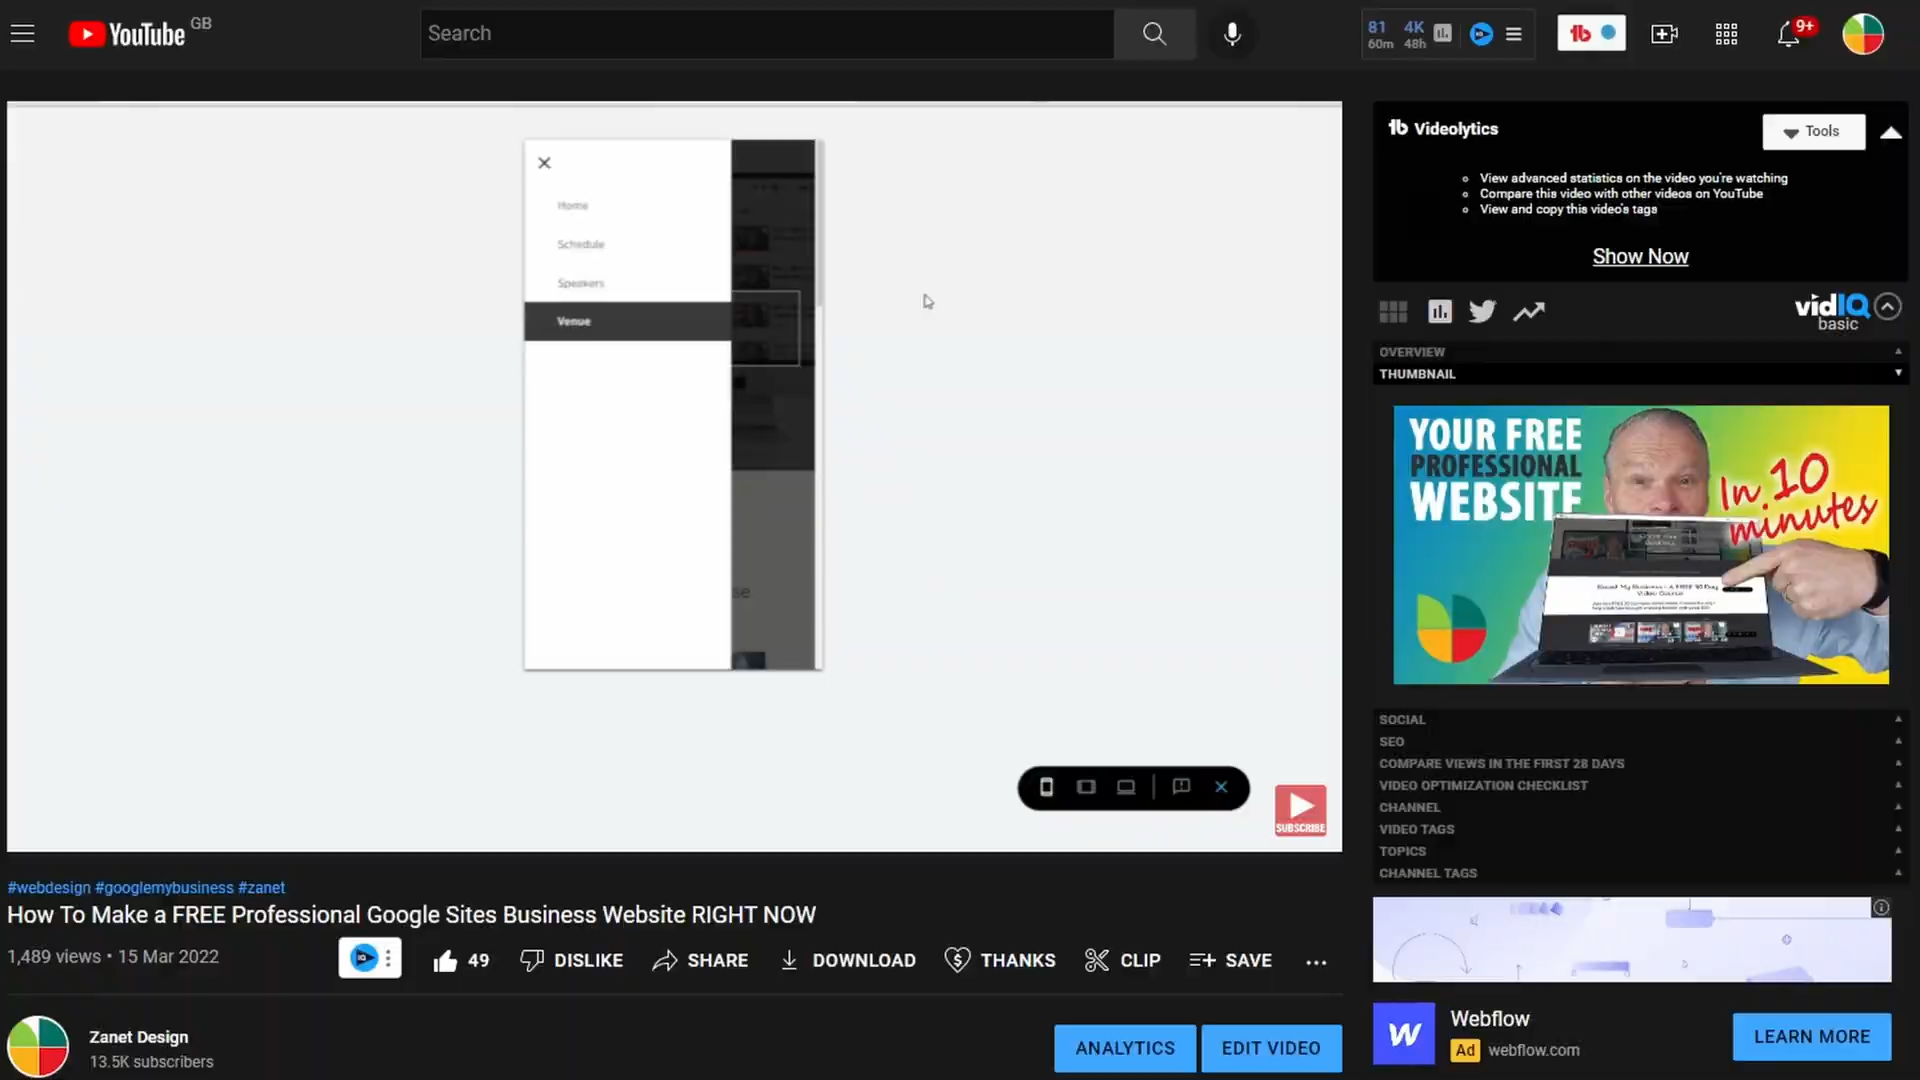 YouTube GB
Search
81 4K
60m 48h
9+
Home
Schedule
Speakers
Venue
SUBSCRIBE
Videolytics
Tools
View advanced statistics on the video you're watching
Compare this video with other videos on YouTube
View and copy this video's tags
Show Now
vidIQ
basic
OVERVIEW
THUMBNAIL
YOUR FREE
PROFESSIONAL
WEBSITE
In 10
minutes
SOCIAL
SEO
COMPARE VIEWS IN THE FIRST 28 DAYS
VIDEO OPTIMIZATION CHECKLIST
CHANNEL
VIDEO TAGS
TOPICS
CHANNEL TAGS
#webdesign #googlemybusiness #zanet
How To Make a FREE Professional Google Sites Business Website RIGHT NOW
1,489 views • 15 Mar 2022
49 DISLIKE SHARE DOWNLOAD THANKS CLIP SAVE
Zanet Design
13.5K subscribers
ANALYTICS EDIT VIDEO
Webflow
Ad webflow.com
LEARN MORE